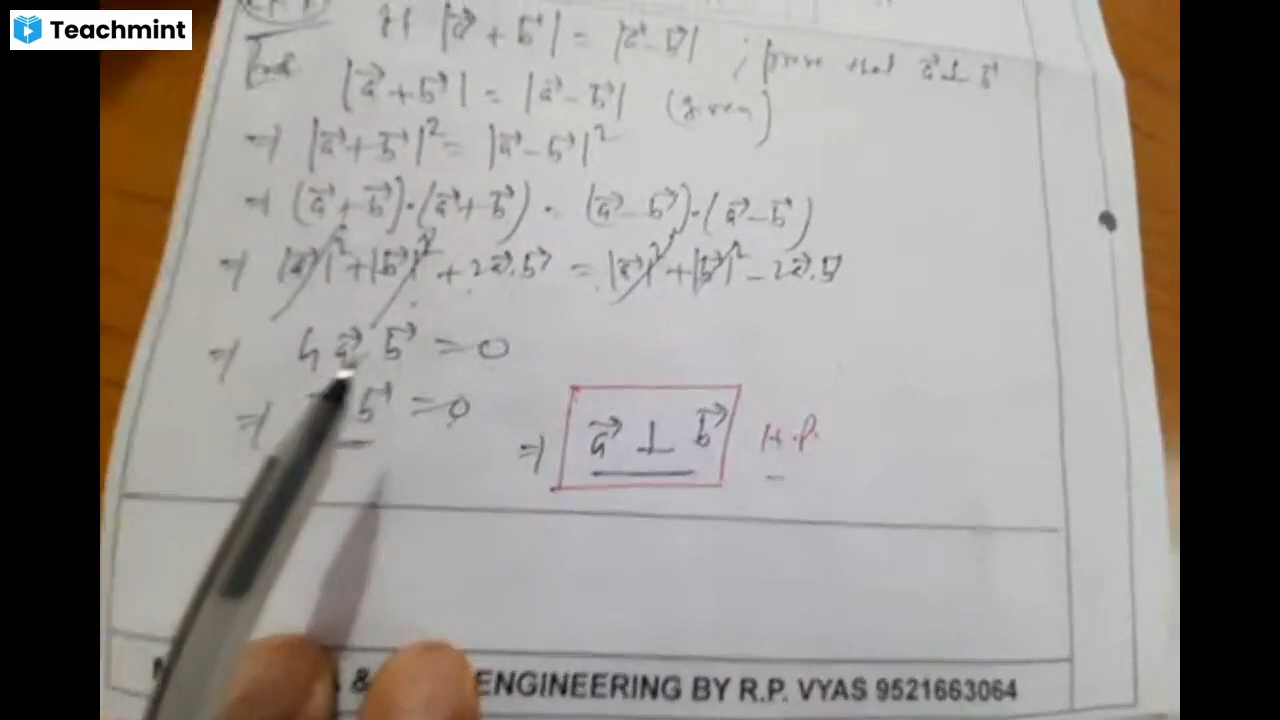 Teachmint
If |a⃗ + b⃗| = |a⃗ - b⃗| ; prove that a⃗ ⊥ b⃗
|a⃗ + b⃗| = |a⃗ - b⃗| (given)
⇒ |a⃗ + b⃗|² = |a⃗ - b⃗|²
⇒ (a⃗ + b⃗)·(a⃗ + b⃗) = (a⃗ - b⃗)·(a⃗ - b⃗)
⇒ |a⃗|² + |b⃗|² + 2a⃗.b⃗ = |a⃗|² + |b⃗|² - 2a⃗.b⃗
⇒ 4 a⃗ b⃗ = 0
⇒ b⃗ = 0
⇒ a⃗ ⊥ b⃗ H.P.
& ENGINEERING BY R.P. VYAS 9521663064